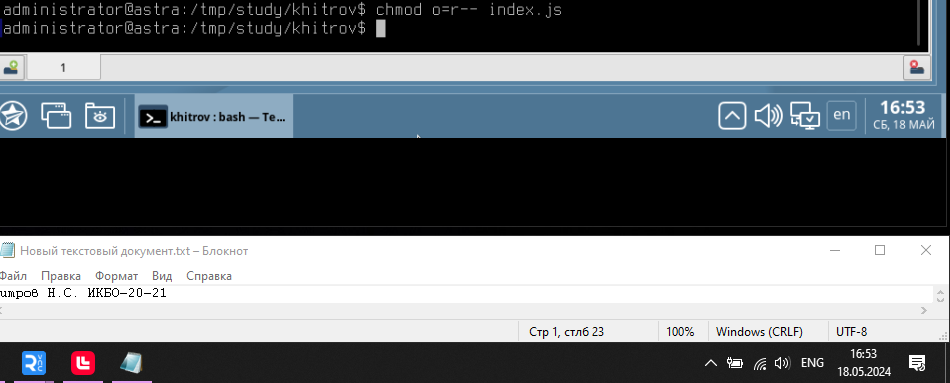 administrator@astra:/tmp/study/khitrov$ chmod o=r-- index.js
administrator@astra:/tmp/study/khitrov$
1
khitrov : bash — Te...
en
16:53
СБ, 18 МАЙ
Новый текстовый документ.txt – Блокнот
Файл Правка Формат Вид Справка
итров Н.С. ИКБО-20-21
Стр 1, стлб 23
100%
Windows (CRLF)
UTF-8
ENG
16:53
18.05.2024